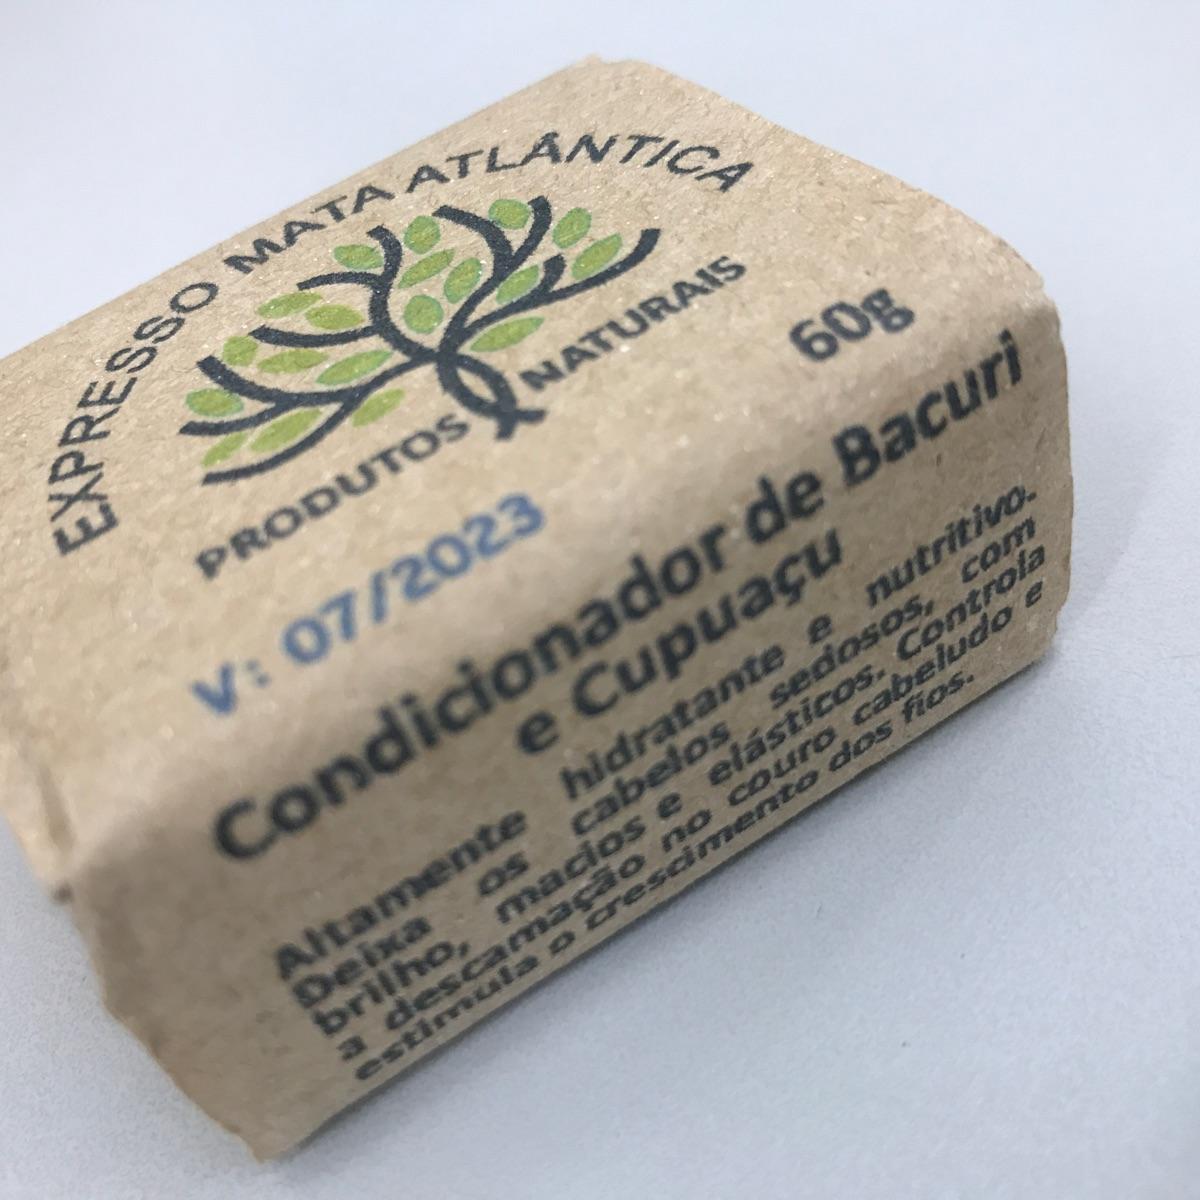 EXPRESSO MATA ATLÂNTICA
PRODUTOS NATURAIS
60g
V: 07/2023
Condicionador de Bacuri
e Cupuaçu
Altamente hidratante e nutritivo.
Deixa os cabelos sedosos, com
brilho, macios e elásticos. Controla
a descamação no couro cabeludo e
estimula o crescimento dos fios.